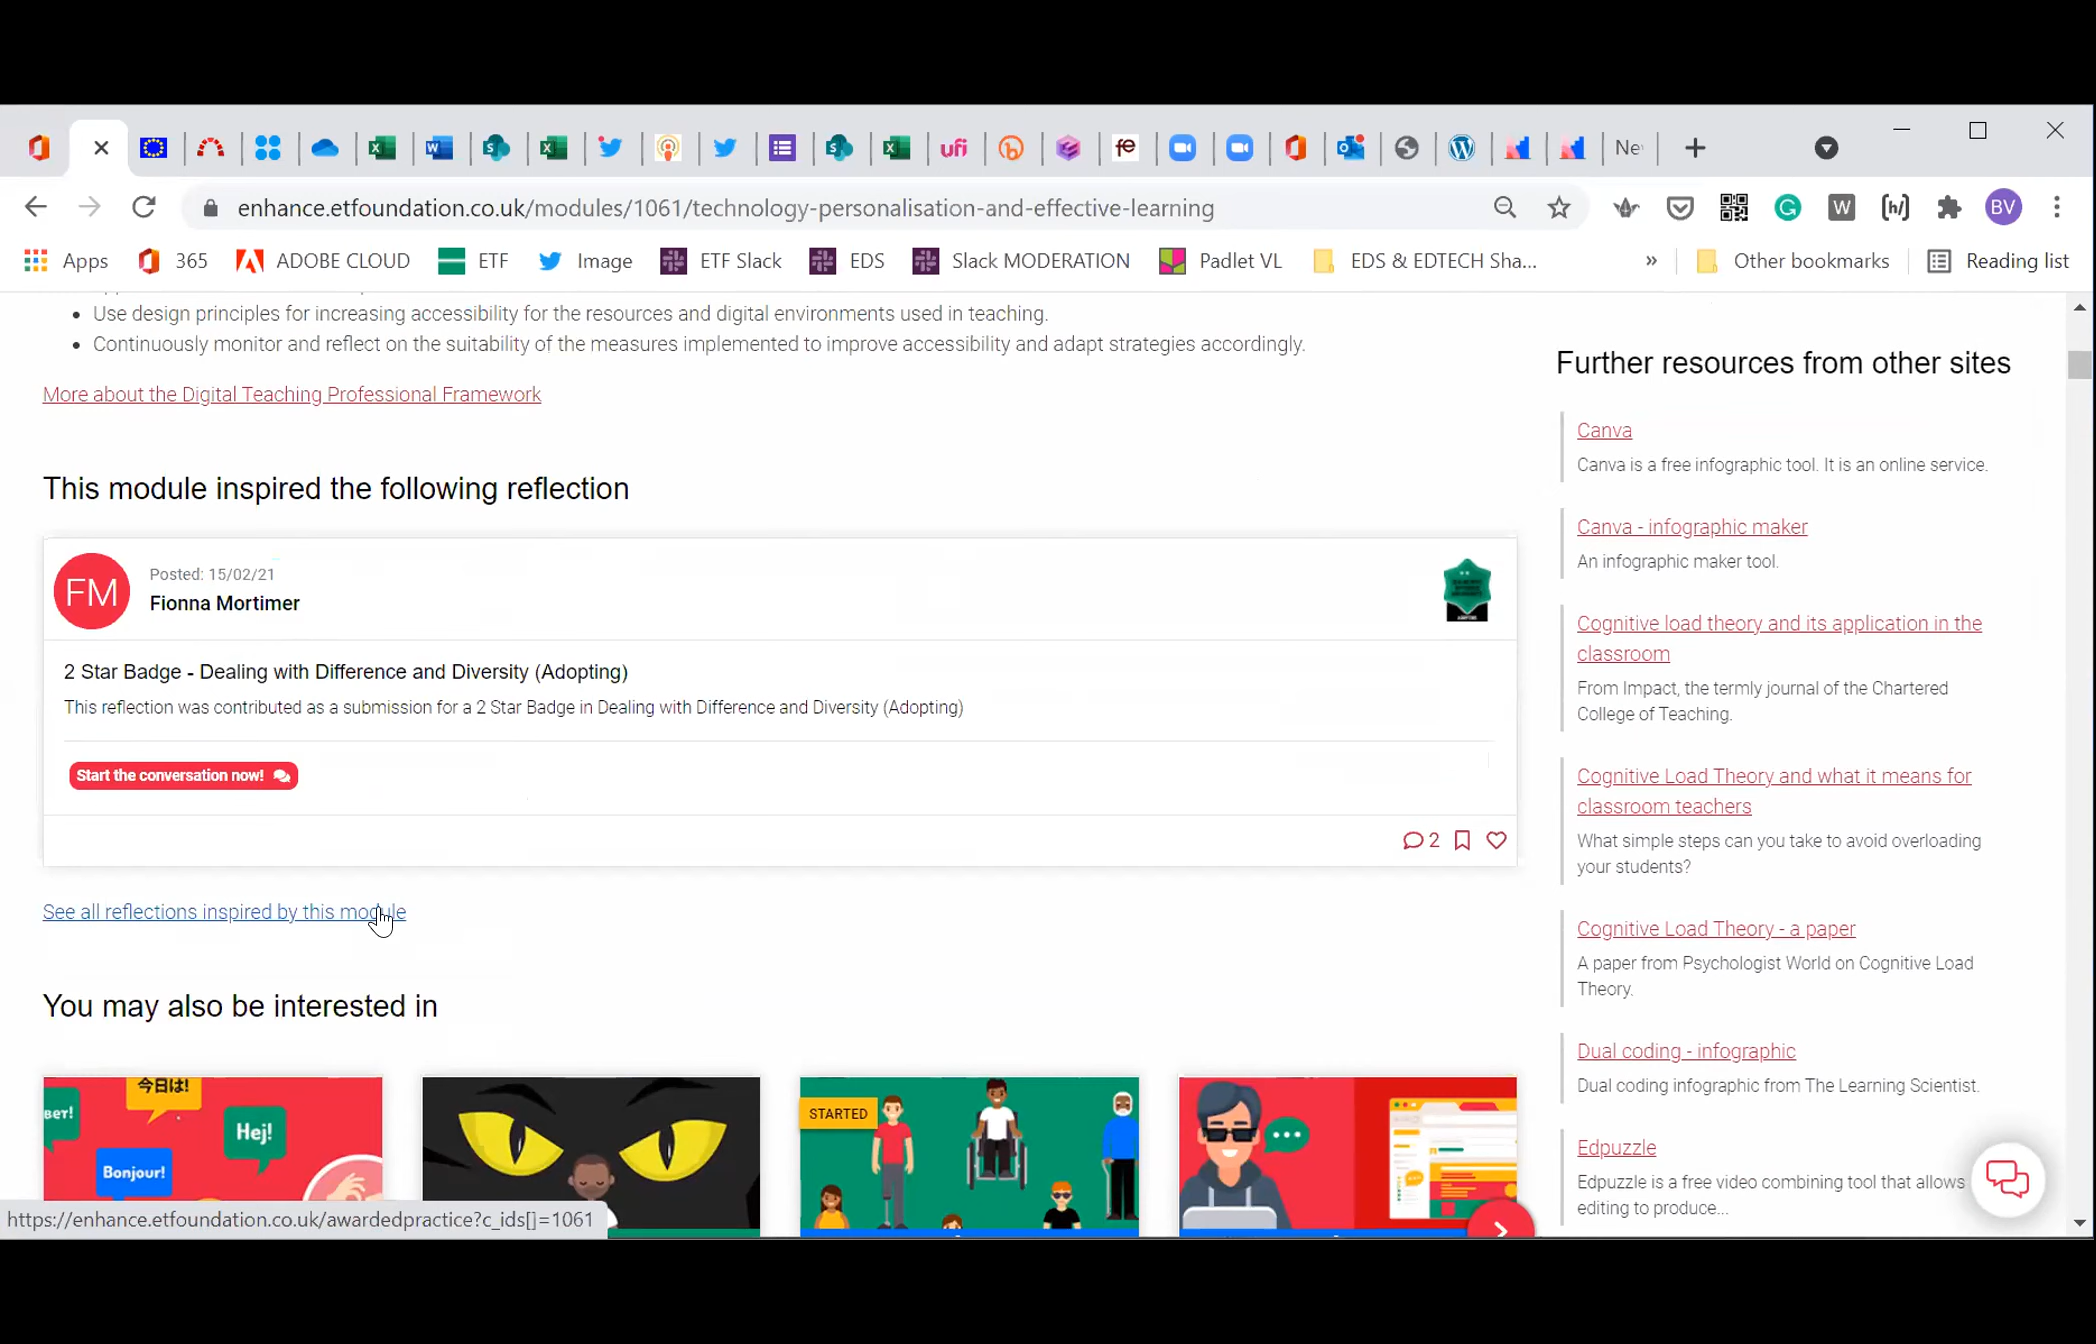 ufi
fe
Ne
enhance.etfoundation.co.uk/modules/1061/technology-personalisation-and-effective-learning
W
[h/]
BV
Apps
365
ADOBE CLOUD
ETF
Image
ETF Slack
EDS
Slack MODERATION
Padlet VL
EDS & EDTECH Sha...
»
Other bookmarks
Reading list
Use design principles for increasing accessibility for the resources and digital environments used in teaching.
Continuously monitor and reflect on the suitability of the measures implemented to improve accessibility and adapt strategies accordingly.
More about the Digital Teaching Professional Framework
This module inspired the following reflection
FM
Posted: 15/02/21
Fionna Mortimer
2 Star Badge - Dealing with Difference and Diversity (Adopting)
This reflection was contributed as a submission for a 2 Star Badge in Dealing with Difference and Diversity (Adopting)
Start the conversation now!
2
See all reflections inspired by this module
You may also be interested in
今日は!
вет!
Hej!
Bonjour!
STARTED
https://enhance.etfoundation.co.uk/awardedpractice?c_ids[]=1061
Further resources from other sites
Canva
Canva is a free infographic tool. It is an online service.
Canva - infographic maker
An infographic maker tool.
Cognitive load theory and its application in the
classroom
From Impact, the termly journal of the Chartered
College of Teaching.
Cognitive Load Theory and what it means for
classroom teachers
What simple steps can you take to avoid overloading
your students?
Cognitive Load Theory - a paper
A paper from Psychologist World on Cognitive Load
Theory.
Dual coding - infographic
Dual coding infographic from The Learning Scientist.
Edpuzzle
Edpuzzle is a free video combining tool that allows
editing to produce...